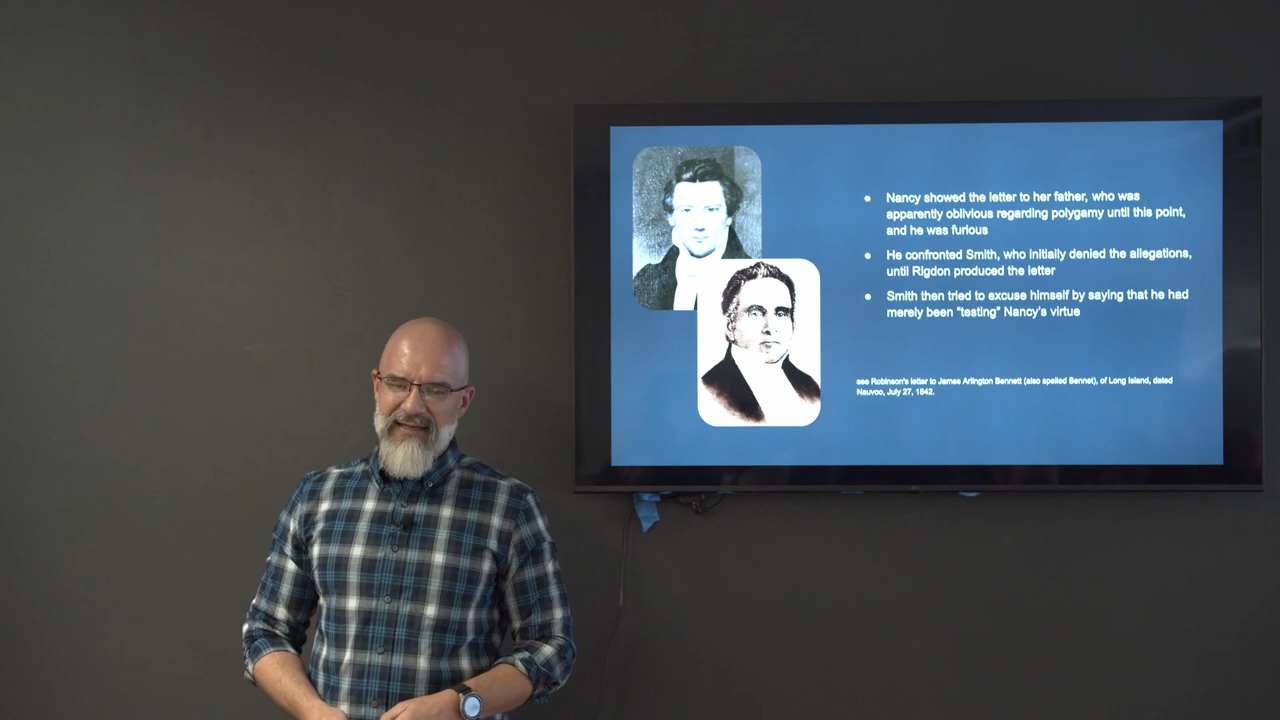 ● Nancy showed the letter to her father, who was
apparently oblivious regarding polygamy until this point,
and he was furious
● He confronted Smith, who initially denied the allegations,
until Rigdon produced the letter
● Smith then tried to excuse himself by saying that he had
merely been "testing" Nancy's virtue
see Robinson's letter to James Arlington Bennett (also spelled Bennet), of Long Island, dated
Nauvoo, July 27, 1842.